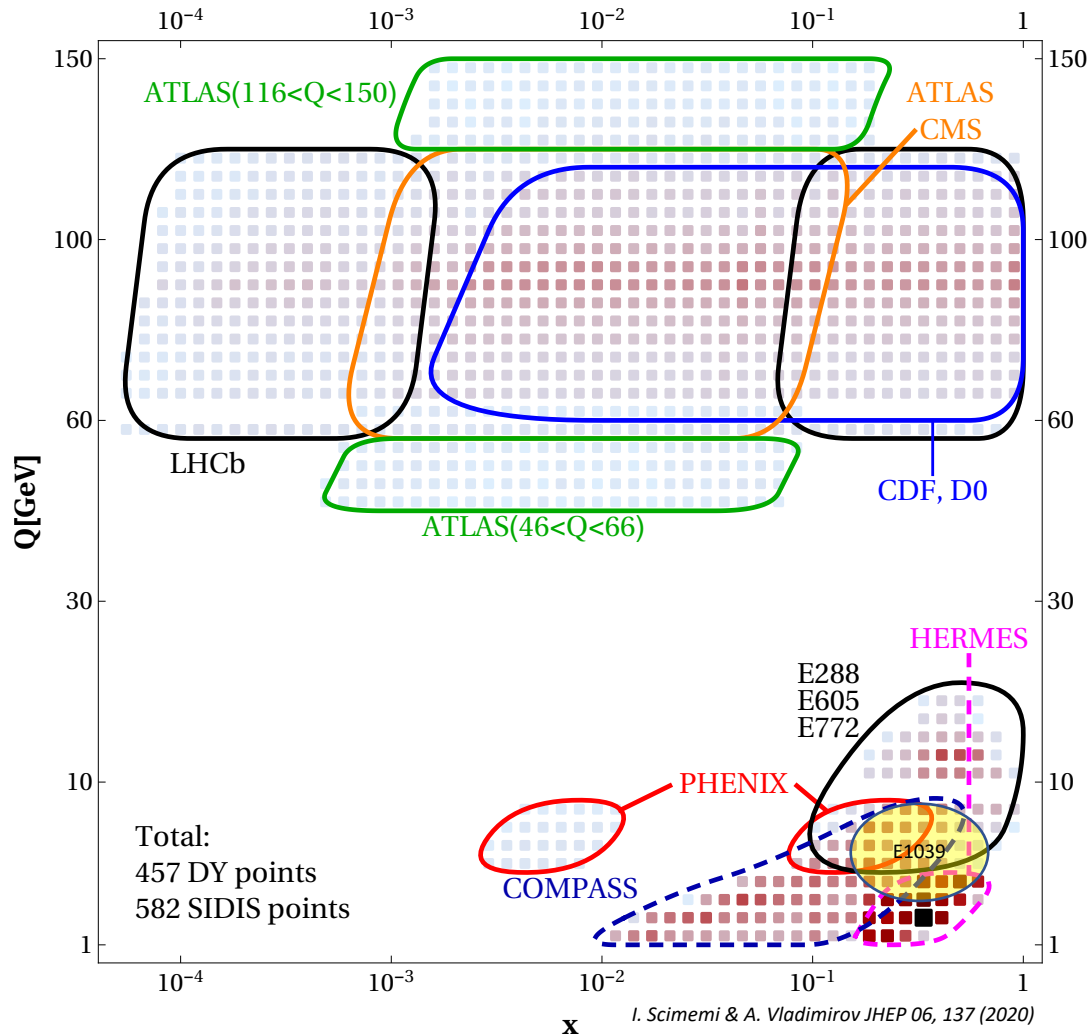 10⁻⁴ 10⁻³ 10⁻² 10⁻¹ 1
150 150
ATLAS(116<Q<150)
ATLAS
CMS
100 100
60 60
LHCb
CDF, D0
ATLAS(46<Q<66)
Q[GeV]
30 30
HERMES
E288
E605
E772
10 10
PHENIX
Total:
457 DY points
582 SIDIS points
E1039
COMPASS
1 1
10⁻⁴ 10⁻³ 10⁻² 10⁻¹ 1
x
I. Scimemi & A. Vladimirov JHEP 06, 137 (2020)